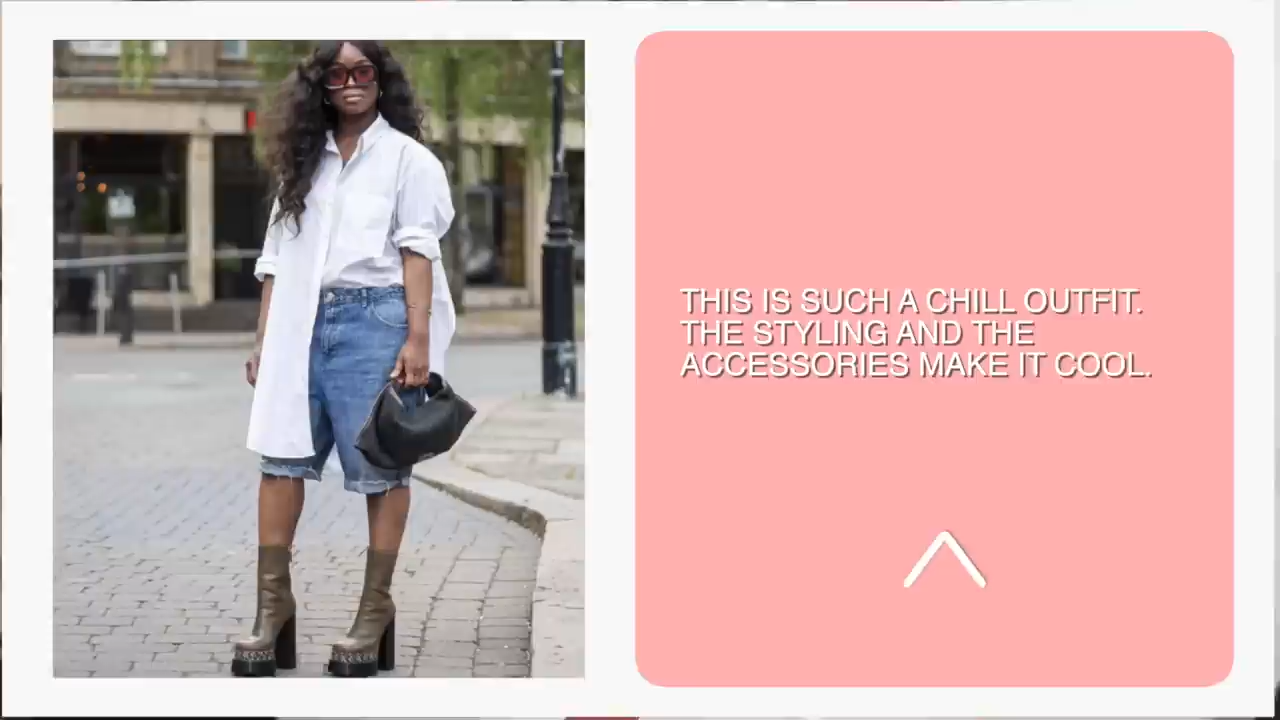 THIS IS SUCH A CHILL OUTFIT.
THE STYLING AND THE
ACCESSORIES MAKE IT COOL.